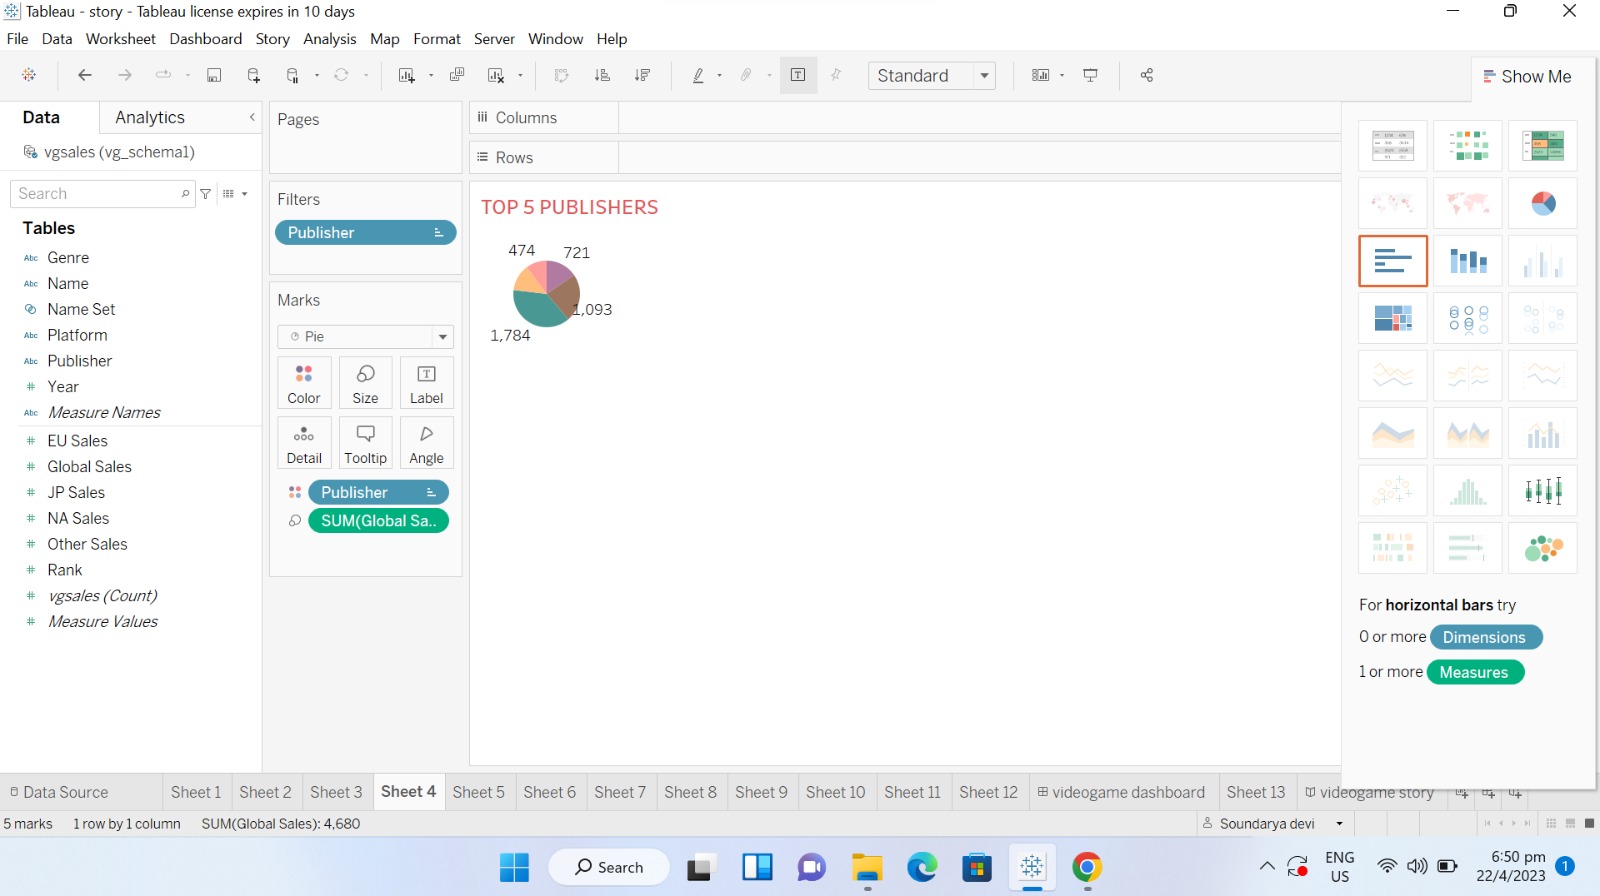 Tableau - story - Tableau license expires in 10 days
File Data Worksheet Dashboard Story Analysis Map Format Server Window Help
Standard
Show Me
Data Analytics
vgsales (vg_schema1)
Search
Tables
Abc Genre
Abc Name
Name Set
Abc Platform
Abc Publisher
# Year
Abc Measure Names
# EU Sales
# Global Sales
# JP Sales
# NA Sales
# Other Sales
# Rank
# vgsales (Count)
# Measure Values
Pages
Filters
Publisher
Marks
Pie
Color Size Label
Detail Tooltip Angle
Publisher
SUM(Global Sa..
Columns
Rows
TOP 5 PUBLISHERS
474 721
1,093
1,784
For horizontal bars try
0 or more Dimensions
1 or more Measures
Data Source Sheet 1 Sheet 2 Sheet 3 Sheet 4 Sheet 5 Sheet 6 Sheet 7 Sheet 8 Sheet 9 Sheet 10 Sheet 11 Sheet 12 videogame dashboard Sheet 13 videogame story
5 marks 1 row by 1 column SUM(Global Sales): 4,680 Soundarya devi
Search
ENG
US
6:50 pm
22/4/2023
1